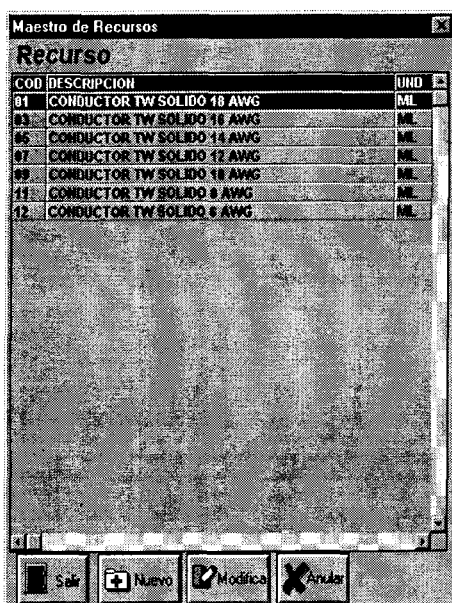 Maestro de Recursos
Recurso
COD DESCRIPCION UND
01 CONDUCTOR TW SOLIDO 18 AWG ML
03 CONDUCTOR TW SOLIDO 16 AWG ML
05 CONDUCTOR TW SOLIDO 14 AWG ML
07 CONDUCTOR TW SOLIDO 12 AWG ML
09 CONDUCTOR TW SOLIDO 10 AWG ML
11 CONDUCTOR TW SOLIDO 8 AWG ML
12 CONDUCTOR TW SOLIDO 6 AWG ML
Salir Nuevo Modifica Anular